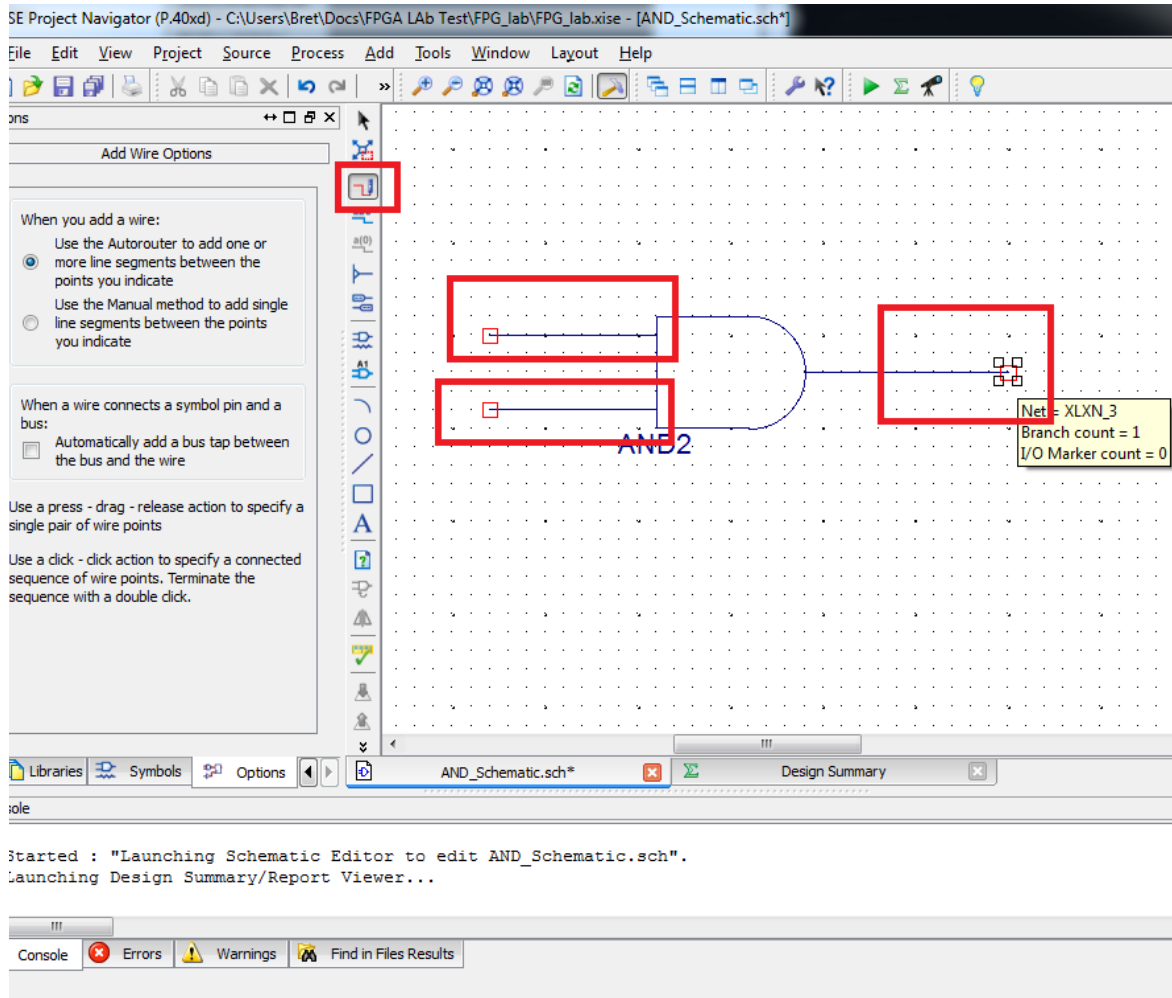 SE Project Navigator (P.40xd) - C:\Users\Bret\Docs\FPGA LAb Test\FPG_lab\FPG_lab.xise - [AND_Schematic.sch*]
File Edit View Project Source Process Add Tools Window Layout Help
»
ons
Add Wire Options
When you add a wire:
Use the Autorouter to add one or
more line segments between the
points you indicate
Use the Manual method to add single
line segments between the points
you indicate
When a wire connects a symbol pin and a
bus:
Automatically add a bus tap between
the bus and the wire
Use a press - drag - release action to specify a
single pair of wire points
Use a click - click action to specify a connected
sequence of wire points. Terminate the
sequence with a double click.
a(0)
A1
A
AND2
Net = XLXN_3
Branch count = 1
I/O Marker count = 0
Libraries Symbols Options AND_Schematic.sch* Σ Design Summary
sole
Started : "Launching Schematic Editor to edit AND_Schematic.sch".
Launching Design Summary/Report Viewer...
Console Errors Warnings Find in Files Results